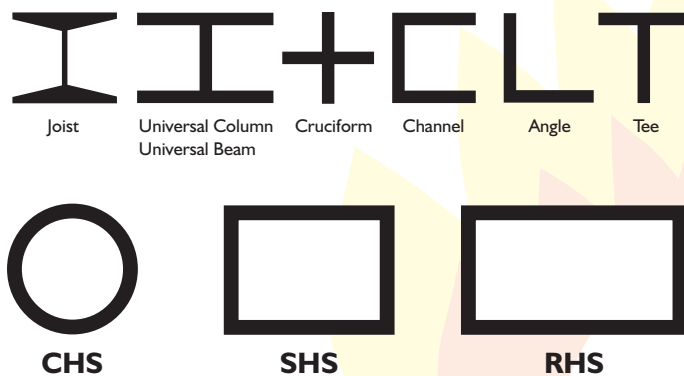 Joist
Universal Column
Universal Beam
Cruciform
Channel
Angle
Tee
CHS
SHS
RHS